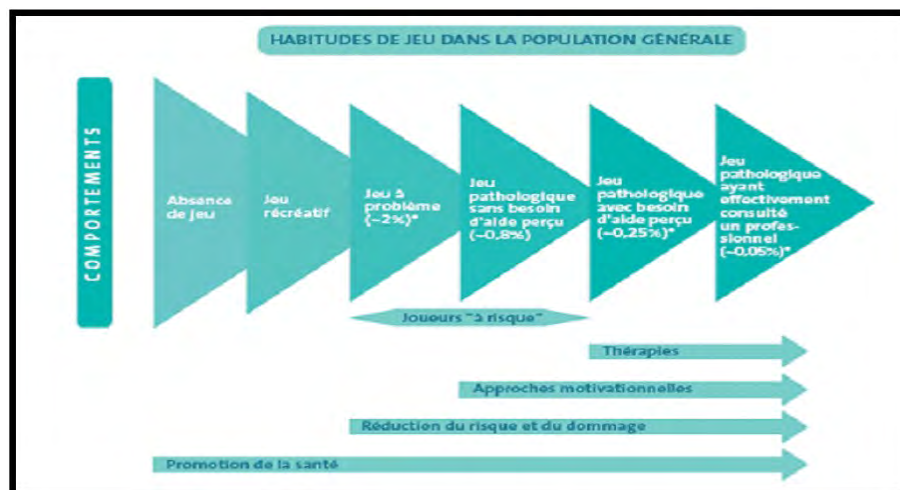 HABITUDES DE JEU DANS LA POPULATION GÉNÉRALE
COMPORTEMENTS
Absence
de jeu
Jeu
récréatif
Jeu à
problème
(~2%)*
Jeu
pathologique
sans besoin
d'aide perçu
(~0,8%)
Jeu
pathologique
avec besoin
d'aide perçu
(~0,25%)*
Jeu
pathologique
ayant
effectivement
consulté
un profes-
sionnel
(~0,05%)*
Joueurs "à risque"
Thérapies
Approches motivationnelles
Réduction du risque et du dommage
Promotion de la santé